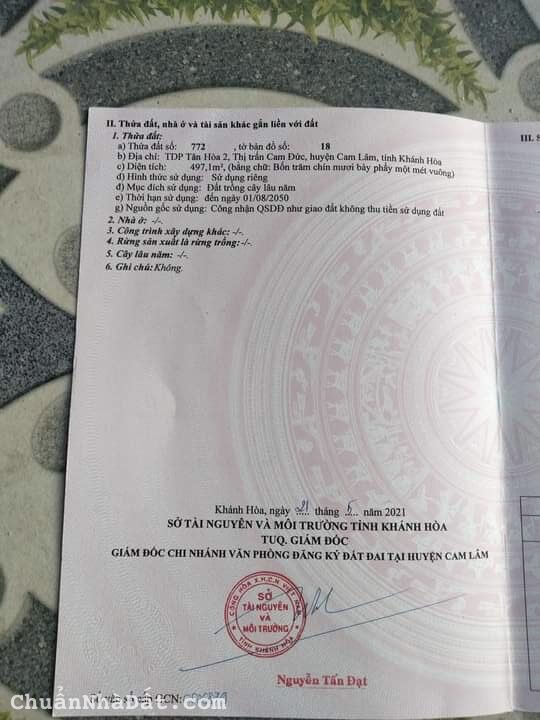 II. Thửa đất, nhà ở và tài sản khác gắn liền với đất
1. Thửa đất:
a) Thửa đất số: 772 , tờ bản đồ số: 18
b) Địa chỉ: TDP Tân Hòa 2, Thị trấn Cam Đức, huyện Cam Lâm, tỉnh Khánh Hòa
c) Diện tích: 497,1m², (bằng chữ: Bốn trăm chín mươi bảy phẩy một mét vuông)
d) Hình thức sử dụng: Sử dụng riêng
đ) Mục đích sử dụng: Đất trồng cây lâu năm
e) Thời hạn sử dụng: đến ngày 01/08/2050
g) Nguồn gốc sử dụng: Công nhận QSDĐ như giao đất không thu tiền sử dụng đất
2. Nhà ở: -/-.
3. Công trình xây dựng khác: -/-.
4. Rừng sản xuất là rừng trồng:-/-.
5. Cây lâu năm: -/-.
6. Ghi chú:Không.
III. S
Khánh Hòa, ngày 21 tháng 5 năm 2021
SỞ TÀI NGUYÊN VÀ MÔI TRƯỜNG TỈNH KHÁNH HÒA
TUQ. GIÁM ĐỐC
GIÁM ĐỐC CHI NHÁNH VĂN PHÒNG ĐĂNG KÝ ĐẤT ĐAI TẠI HUYỆN CAM LÂM
CỘNG HÒA X.H.C.N VIỆT NAM
SỞ
TÀI NGUYÊN
VÀ
MÔI TRƯỜNG
TỈNH KHÁNH HÒA
Nguyễn Tấn Đạt
GCN:
ChuẩnNhàĐất.com